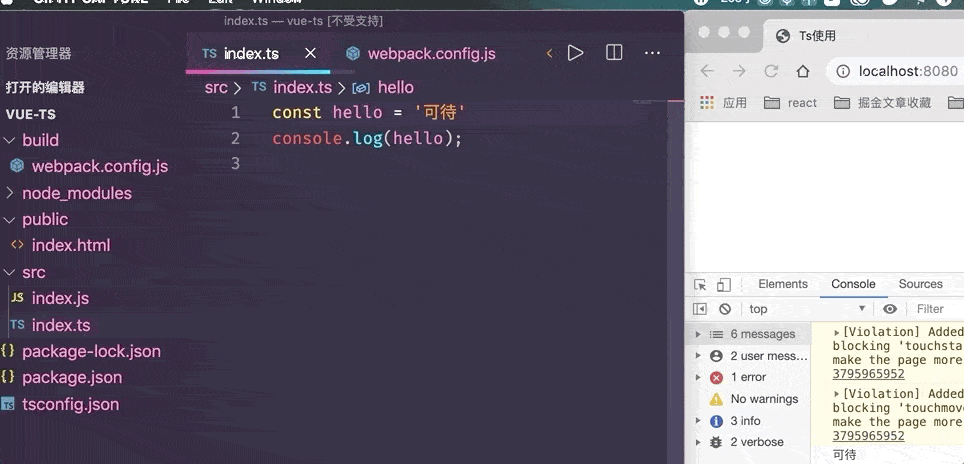 index.ts — vue-ts [不受支持]
资源管理器
TS index.ts
webpack.config.js
打开的编辑器
src > TS index.ts > hello
VUE-TS
build
webpack.config.js
node_modules
public
index.html
src
JS index.js
TS index.ts
package-lock.json
package.json
TS tsconfig.json
1 const hello = '可待'
2 console.log(hello);
3
Ts使用
localhost:8080
应用
react
掘金文章收藏
Elements Console Sources
top
Filter
6 messages
2 user mess...
1 error
No warnings
3 info
2 verbose
[Violation] Added
blocking 'touchsta
make the page more
3795965952
[Violation] Added
blocking 'touchmov
make the page more
3795965952
可待